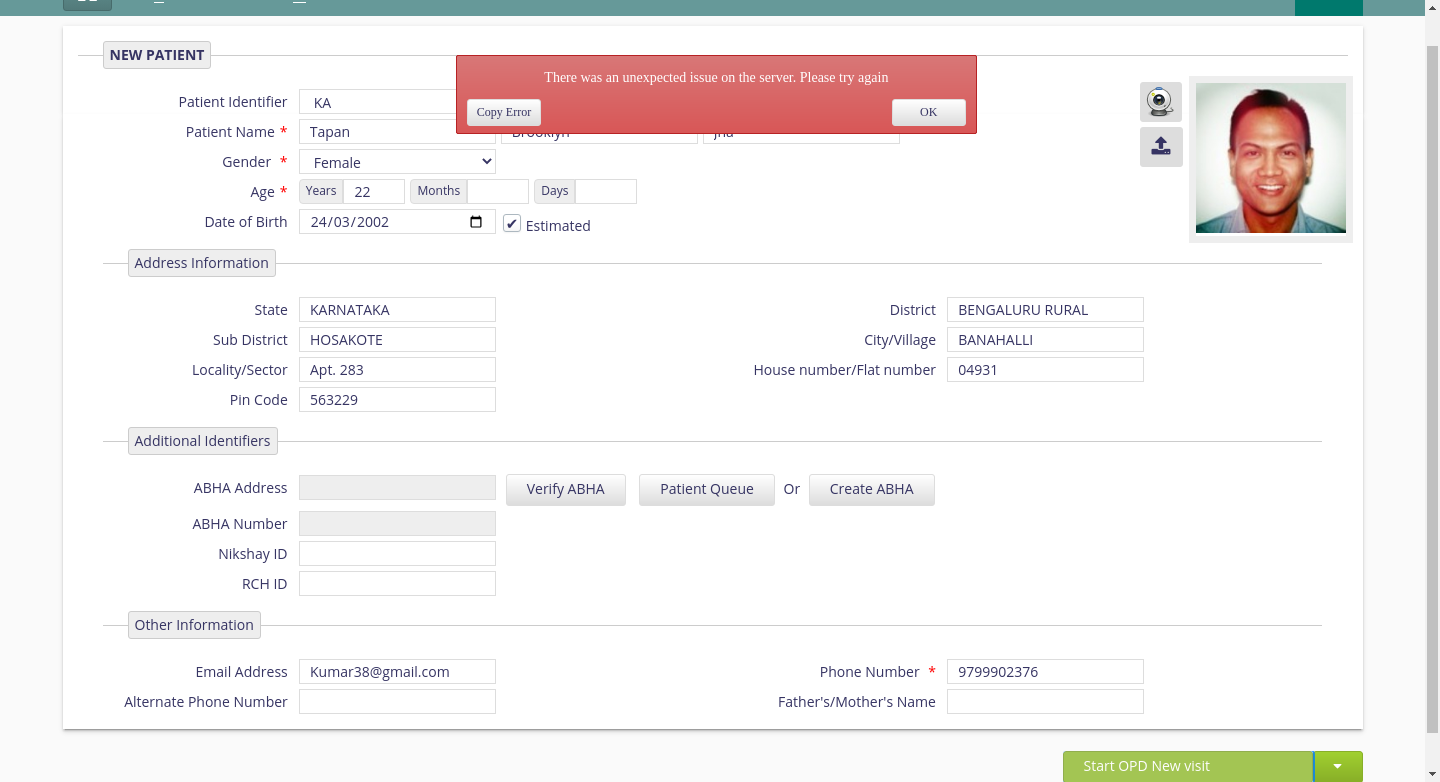 NEW PATIENT
There was an unexpected issue on the server. Please try again
Copy Error OK
Patient Identifier KA
Patient Name * Tapan Brooklyn jha
Gender * Female
Age * Years 22 Months Days
Date of Birth 24/03/2002 ✔ Estimated
Address Information
State KARNATAKA District BENGALURU RURAL
Sub District HOSAKOTE City/Village BANAHALLI
Locality/Sector Apt. 283 House number/Flat number 04931
Pin Code 563229
Additional Identifiers
ABHA Address Verify ABHA Patient Queue Or Create ABHA
ABHA Number
Nikshay ID
RCH ID
Other Information
Email Address Kumar38@gmail.com Phone Number * 9799902376
Alternate Phone Number Father's/Mother's Name
Start OPD New visit